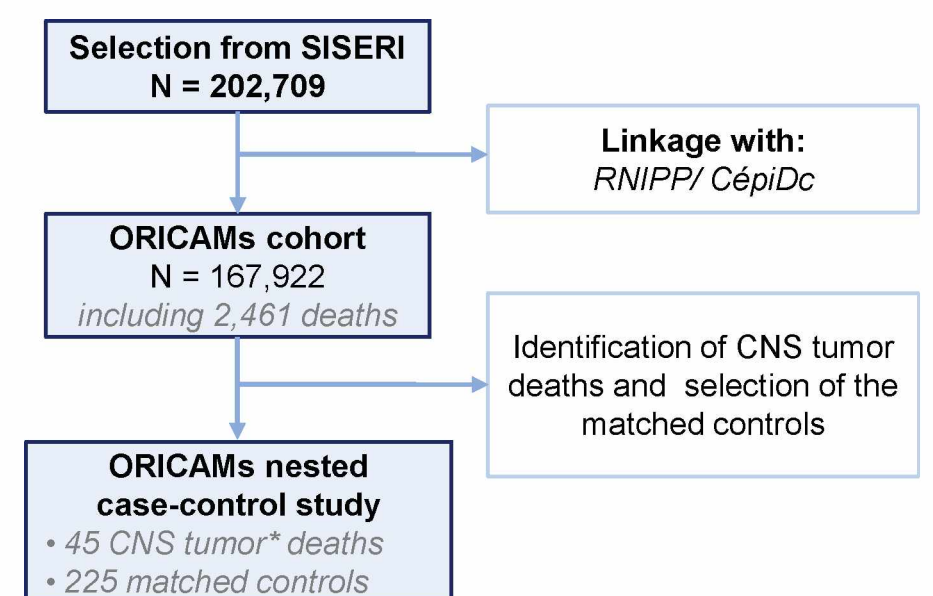 Selection from SISERI
N = 202,709
Linkage with:
RNIPP/ CépiDc
ORICAMs cohort
N = 167,922
including 2,461 deaths
Identification of CNS tumor
deaths and selection of the
matched controls
ORICAMs nested
case-control study
• 45 CNS tumor* deaths
• 225 matched controls